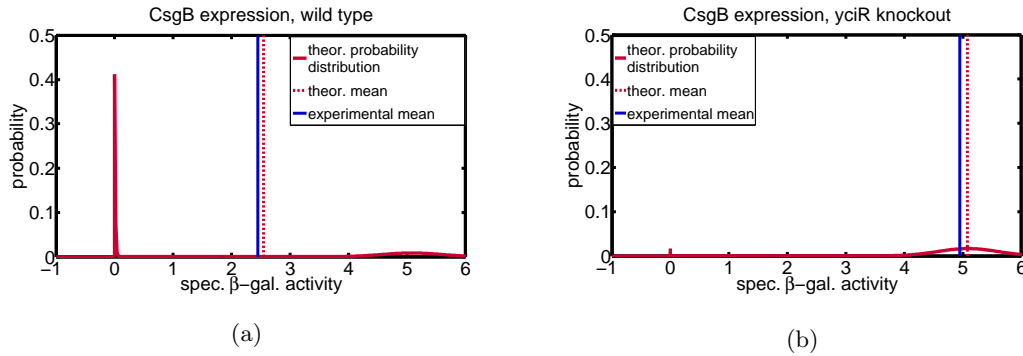 CsgB expression, wild type
0.5
0.4
0.3
0.2
0.1
0
probability
theor. probability
distribution
theor. mean
experimental mean
−1 0 1 2 3 4 5 6
spec. β−gal. activity
(a)
CsgB expression, yciR knockout
0.5
0.4
0.3
0.2
0.1
0
probability
theor. probability
distribution
theor. mean
experimental mean
−1 0 1 2 3 4 5 6
spec. β−gal. activity
(b)